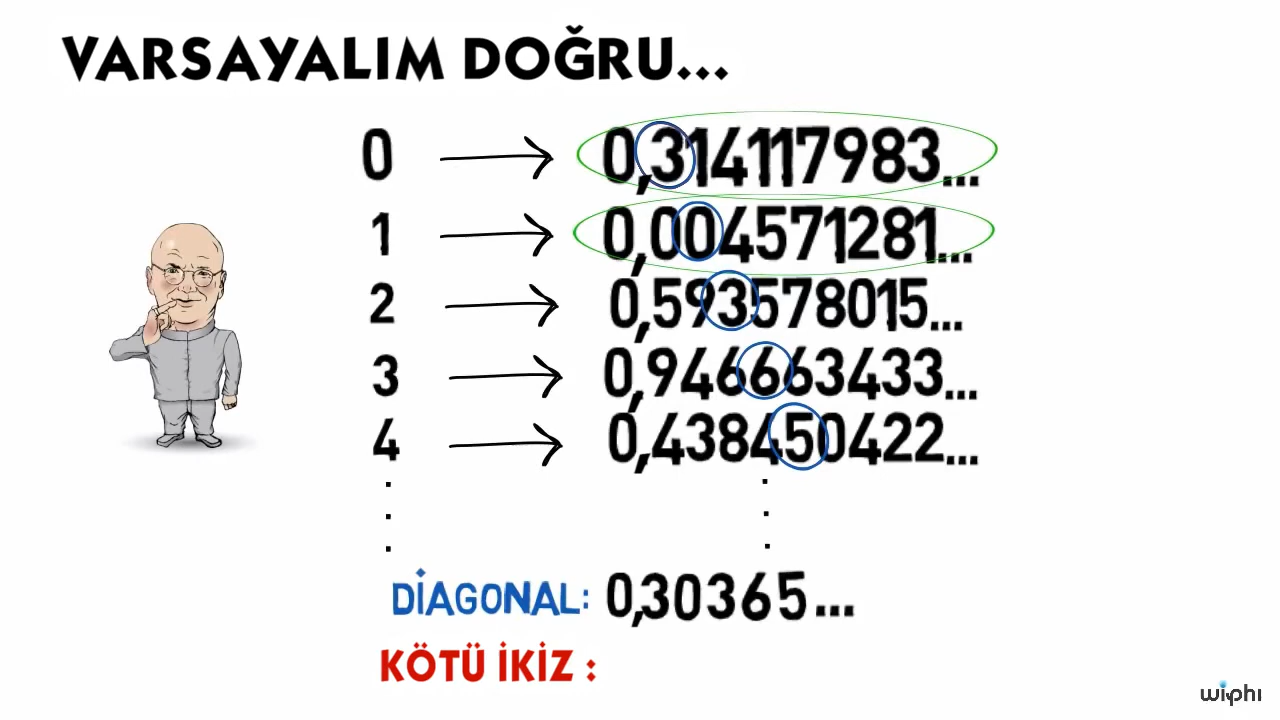 VARSAYALIM DOĞRU...
0 → 0,314117983...
1 → 0,004571281...
2 → 0,593578015...
3 → 0,946663433...
4 → 0,438450422...
DİAGONAL: 0,30365...
KÖTÜ İKİZ :
wiphi